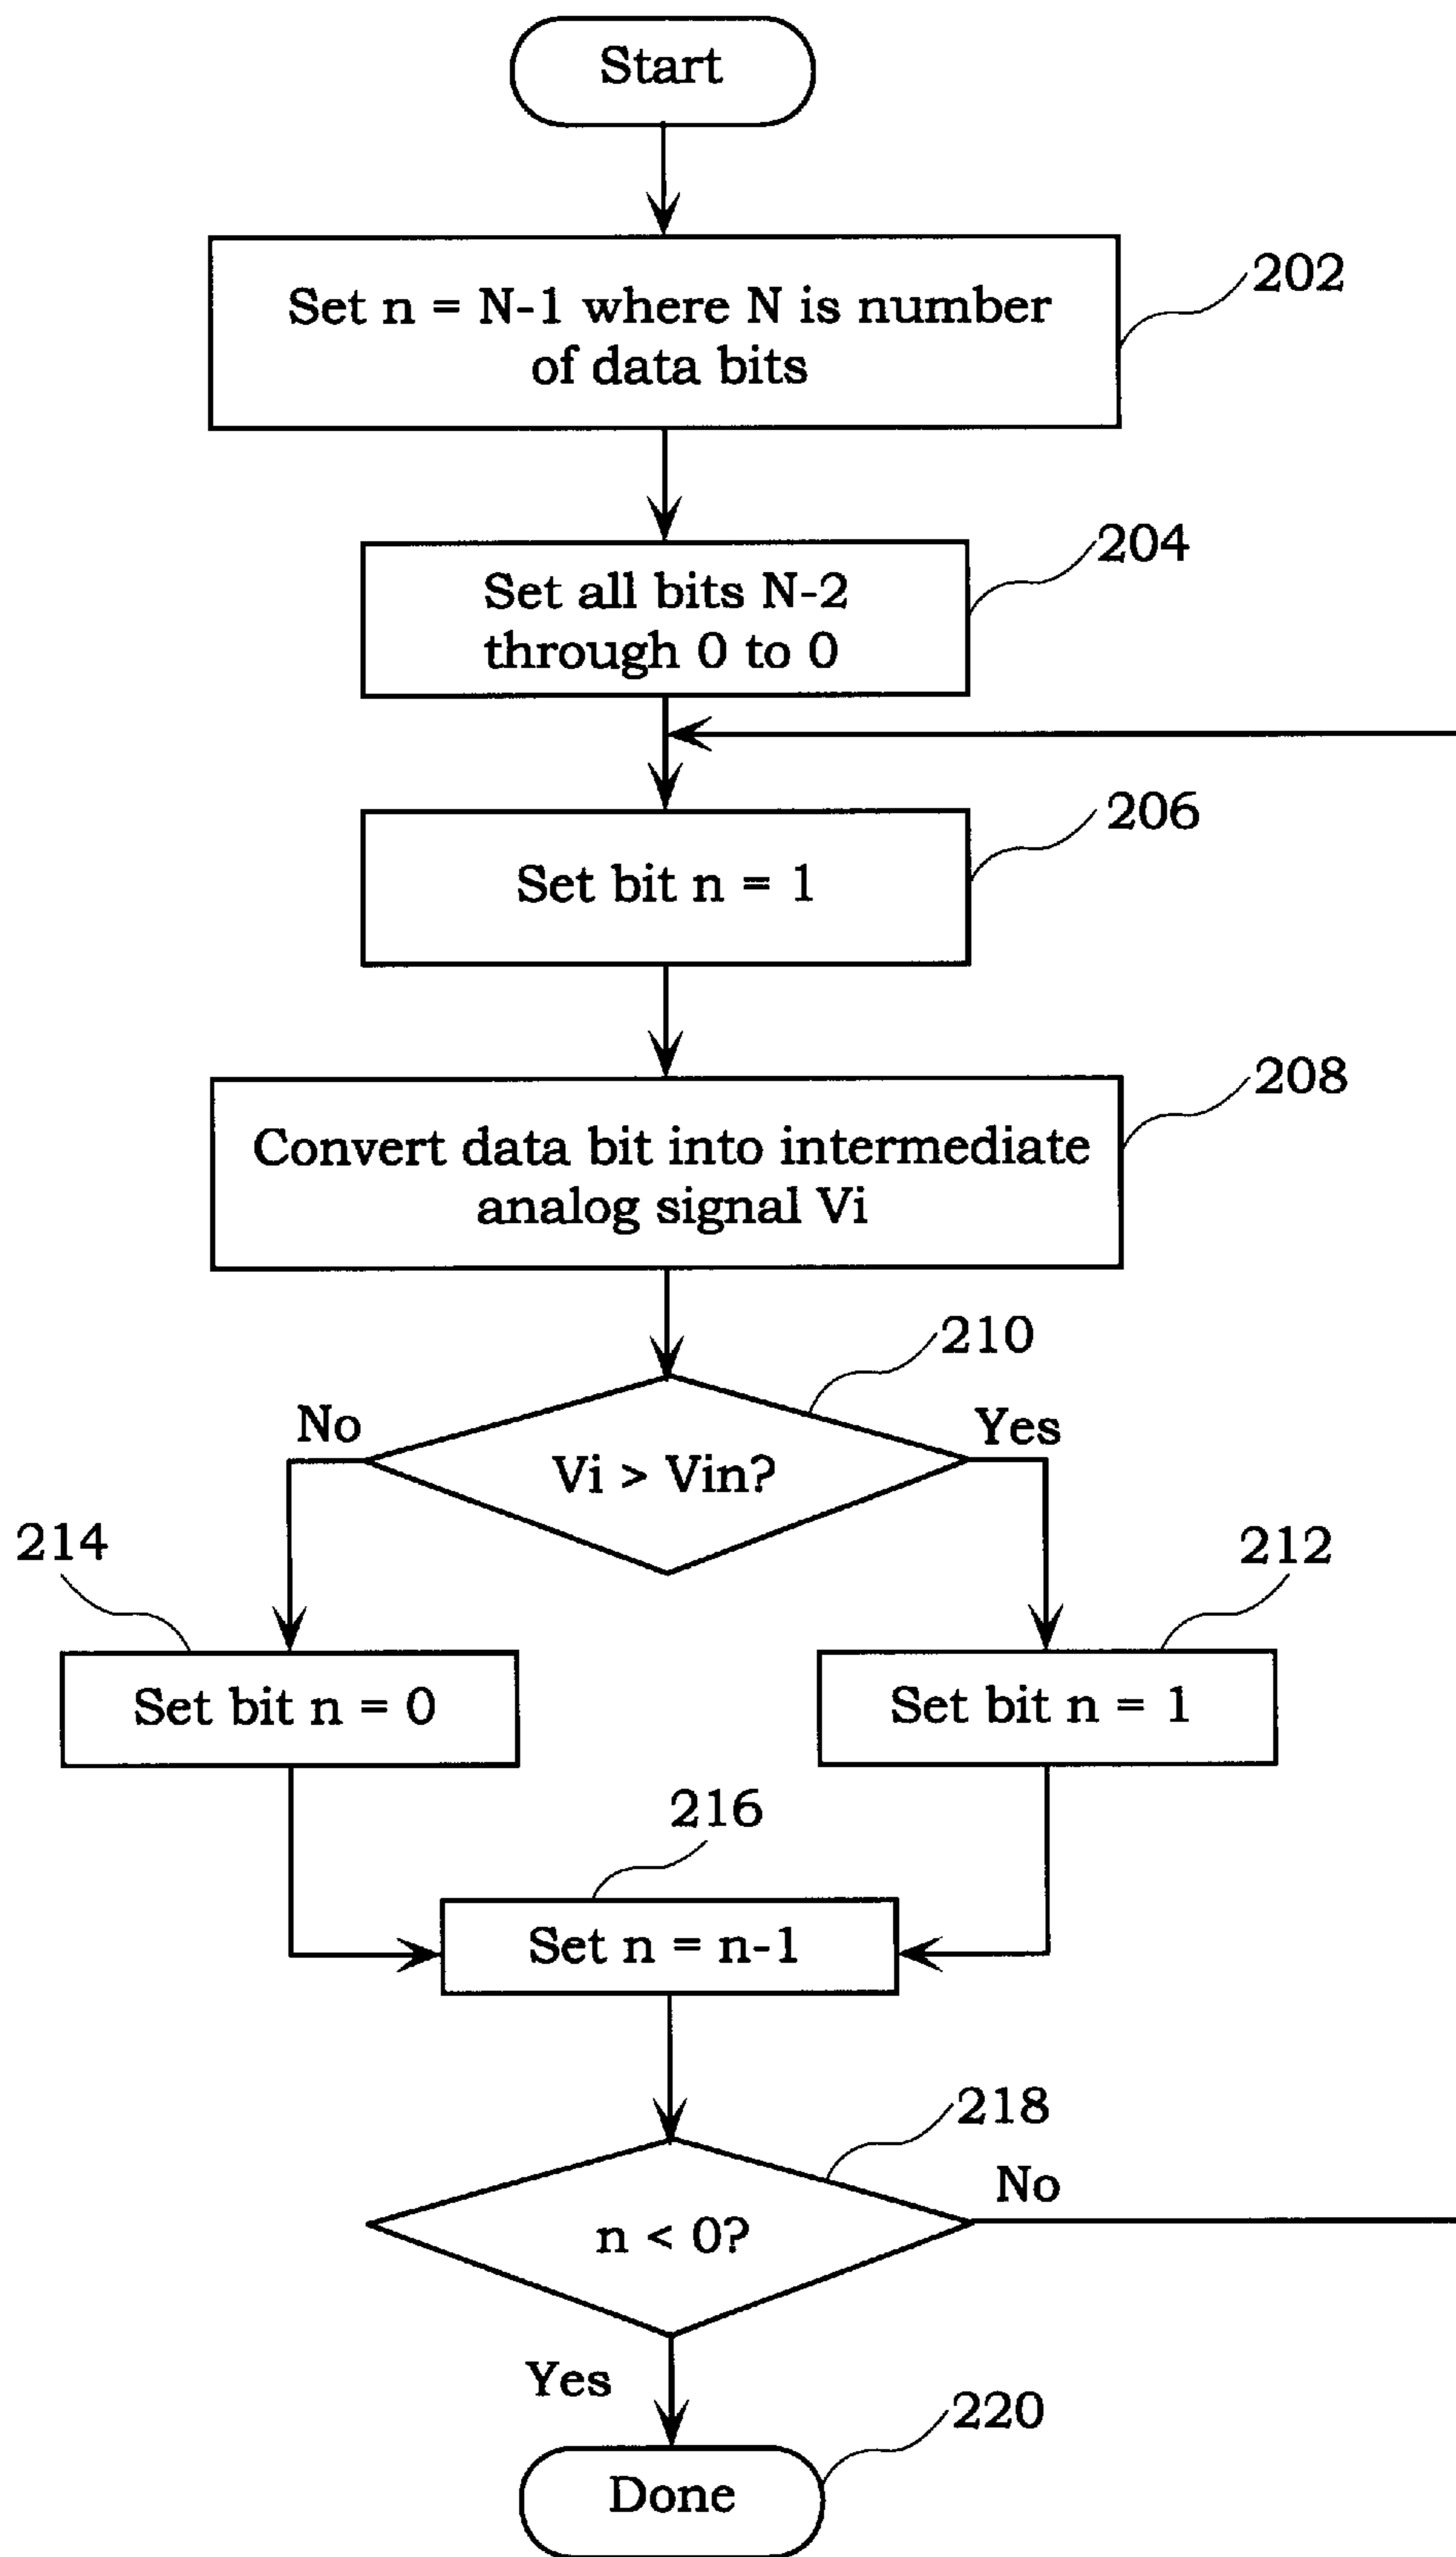 Start
Set n = N-1 where N is number
of data bits
202
Set all bits N-2
through 0 to 0
204
Set bit n = 1
206
Convert data bit into intermediate
analog signal Vi
208
210
No
Vi > Vin?
Yes
214
212
Set bit n = 0
Set bit n = 1
216
Set n = n-1
218
No
n < 0?
Yes
220
Done